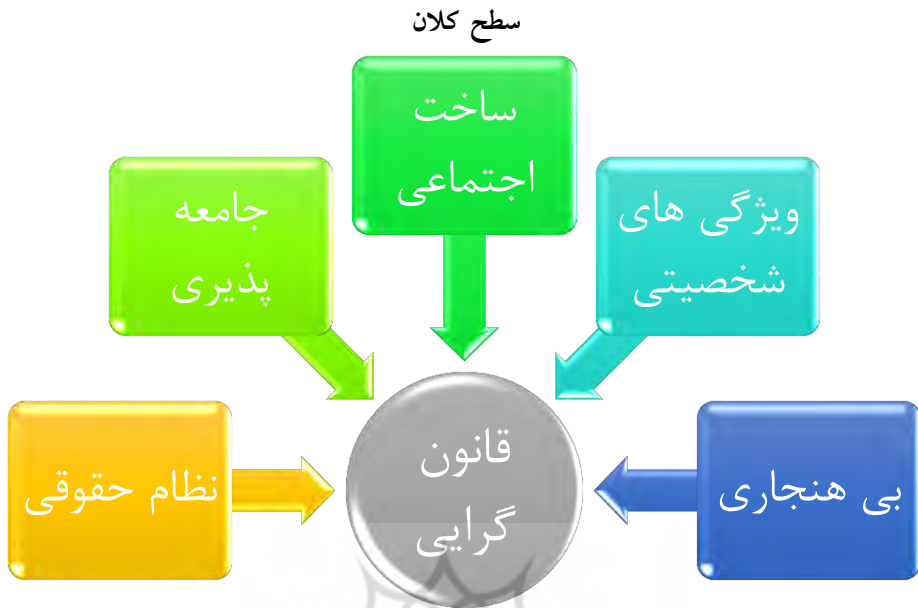 سطح کلان
ساخت
اجتماعی
ویژگی های
شخصیتی
جامعه
پذیری
بی هنجاری
قانون
گرایی
نظام حقوقی